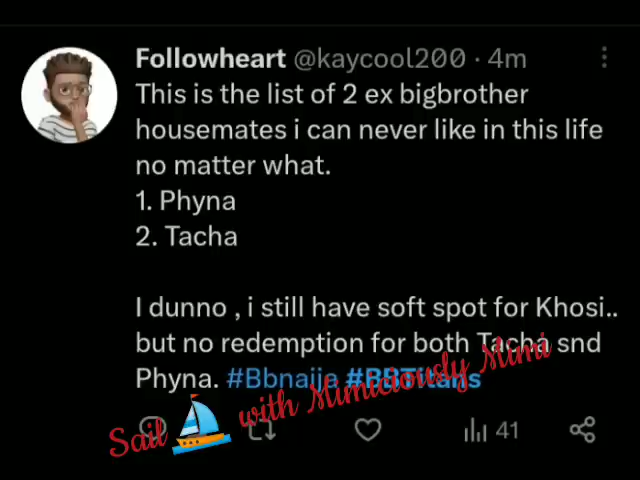 Followheart @kaycool200 · 4m
This is the list of 2 ex bigbrother
housemates i can never like in this life
no matter what.
1. Phyna
2. Tacha
I dunno , i still have soft spot for Khosi..
but no redemption for both Tacha snd
Phyna. #Bbnaija #BBTitans
Sail with Mimiciously Mimi
41